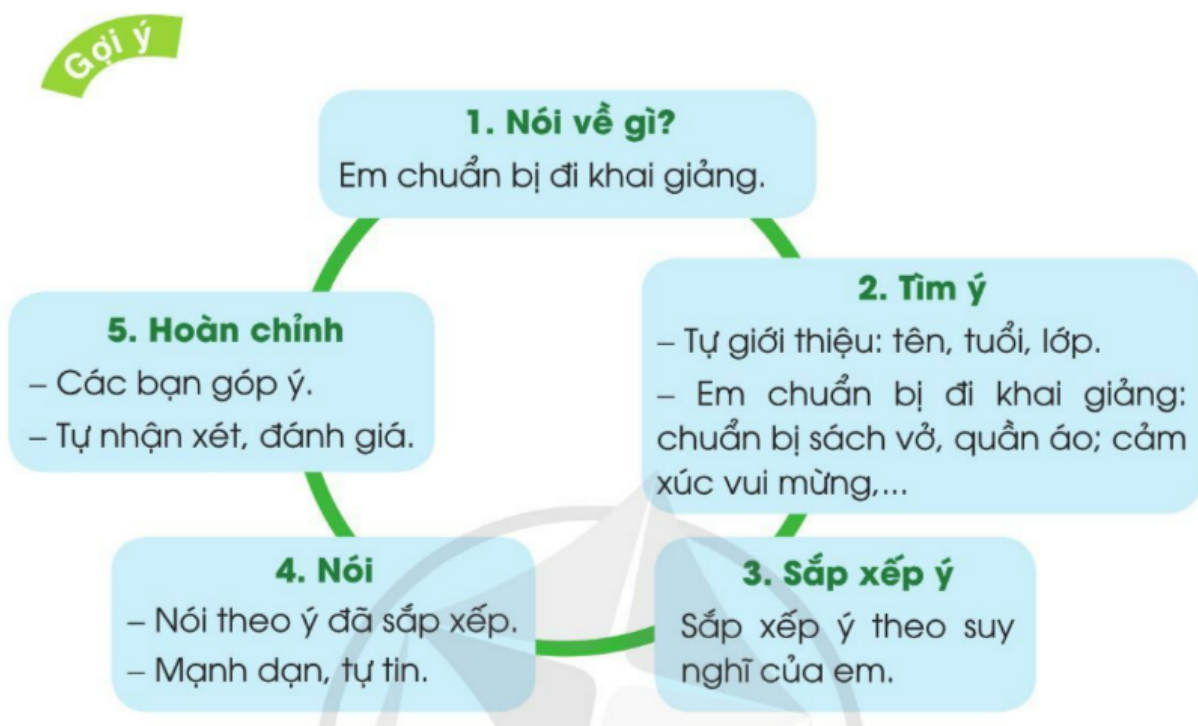 Gợi ý
1. Nói về gì?
Em chuẩn bị đi khai giảng.
2. Tìm ý
– Tự giới thiệu: tên, tuổi, lớp.
– Em chuẩn bị đi khai giảng:
chuẩn bị sách vở, quần áo; cảm
xúc vui mừng,...
3. Sắp xếp ý
Sắp xếp ý theo suy
nghĩ của em.
4. Nói
– Nói theo ý đã sắp xếp.
– Mạnh dạn, tự tin.
5. Hoàn chỉnh
– Các bạn góp ý.
– Tự nhận xét, đánh giá.